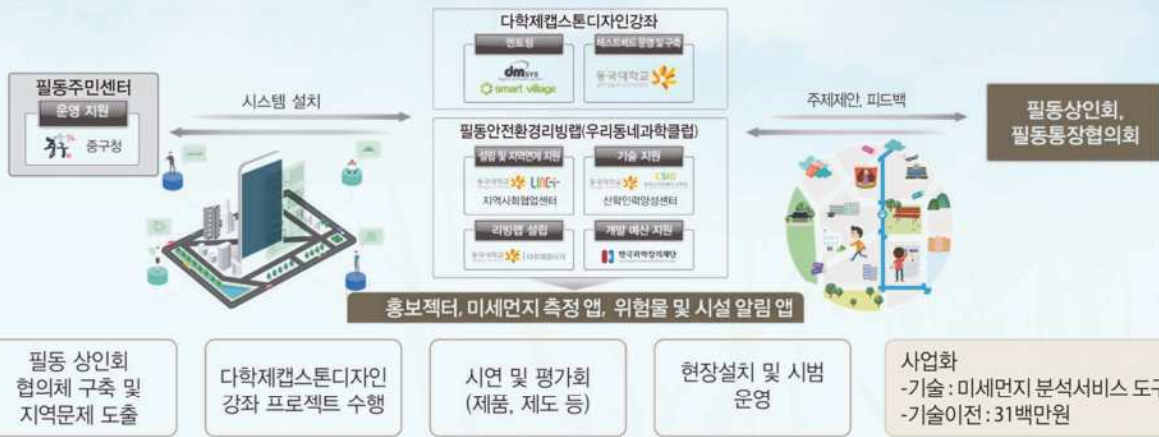 다학제캡스톤디자인강좌
멘토링
테스트베드 운영 및 구축
dmsys
smart village
동국대학교
필동주민센터
운영 지원
중구청
시스템 설치
주제제안, 피드백
필동상인회,
필동통장협의회
필동안전환경리빙랩(우리동네과학클럽)
설립 및 지역연계 지원
기술 지원
동국대학교
LINC+
동국대학교
CSIO
지역사회협업센터
산학인력양성센터
리빙랩 설립
개발 예산 지원
동국대학교
한국과학창의재단
홍보젝터, 미세먼지 측정 앱, 위험물 및 시설 알림 앱
필동 상인회
협의체 구축 및
지역문제 도출
다학제캡스톤디자인
강좌 프로젝트 수행
시연 및 평가회
(제품, 제도 등)
현장설치 및 시범
운영
사업화
-기술 : 미세먼지 분석서비스 도구
-기술이전 : 31백만원